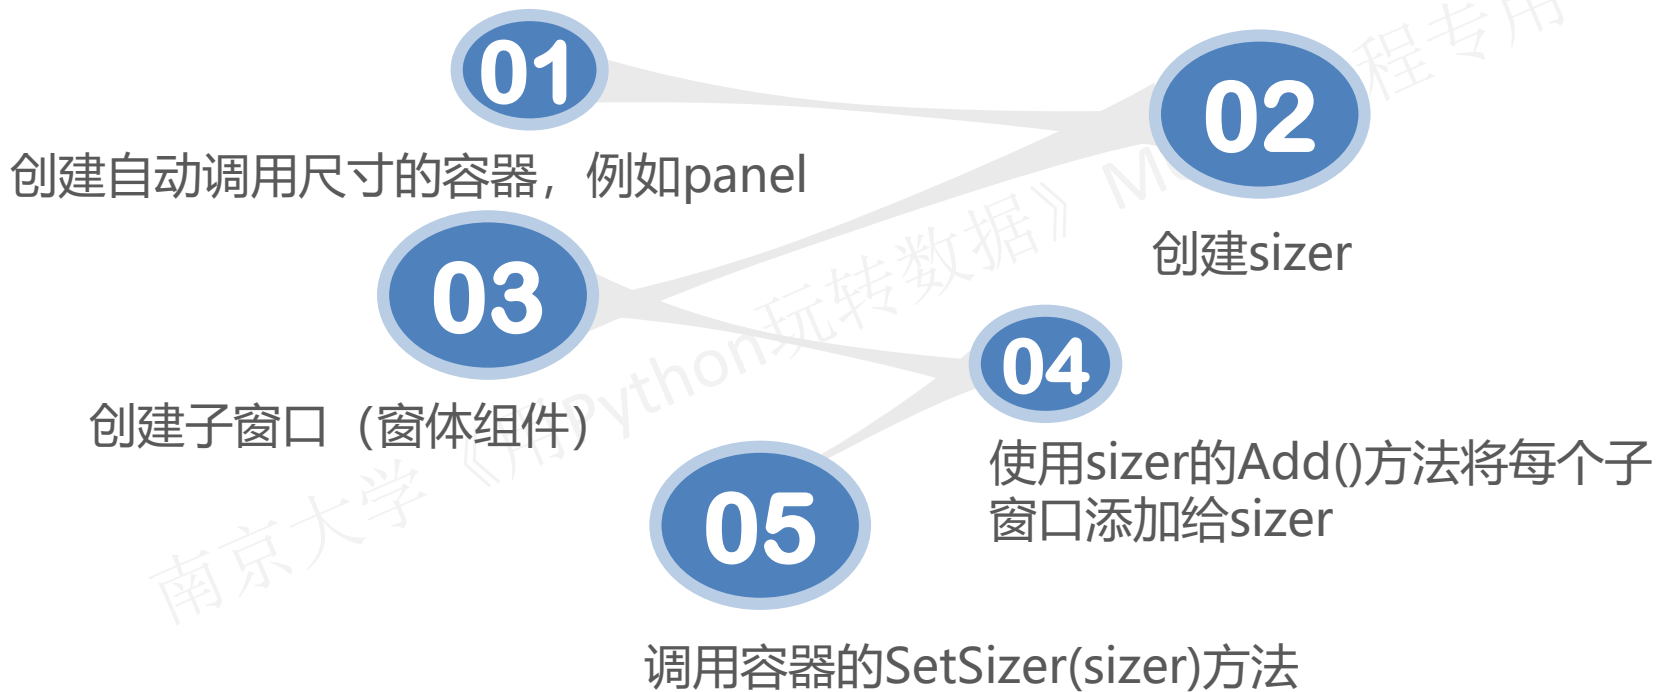 01
创建自动调用尺寸的容器，例如panel
02
创建sizer
03
创建子窗口（窗体组件）
04
使用sizer的Add()方法将每个子
窗口添加给sizer
05
调用容器的SetSizer(sizer)方法
南京大学《用Python玩转数据》M
程专用